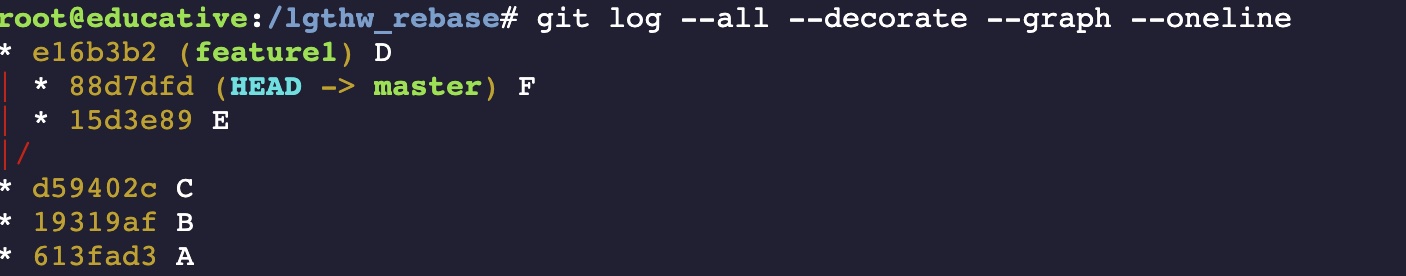 root@educative:/lgthw_rebase# git log --all --decorate --graph --oneline
* e16b3b2 (feature1) D
| * 88d7dfd (HEAD -> master) F
| * 15d3e89 E
|/
* d59402c C
* 19319af B
* 613fad3 A